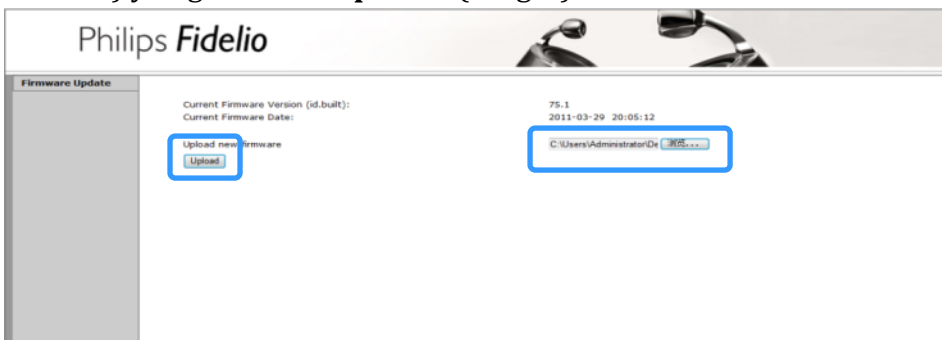 Philips Fidelio
Firmware Update
Current Firmware Version (id.built): 75.1
Current Firmware Date: 2011-03-29 20:05:12
Upload new firmware C:\Users\Administrator\De 浏览...
Upload